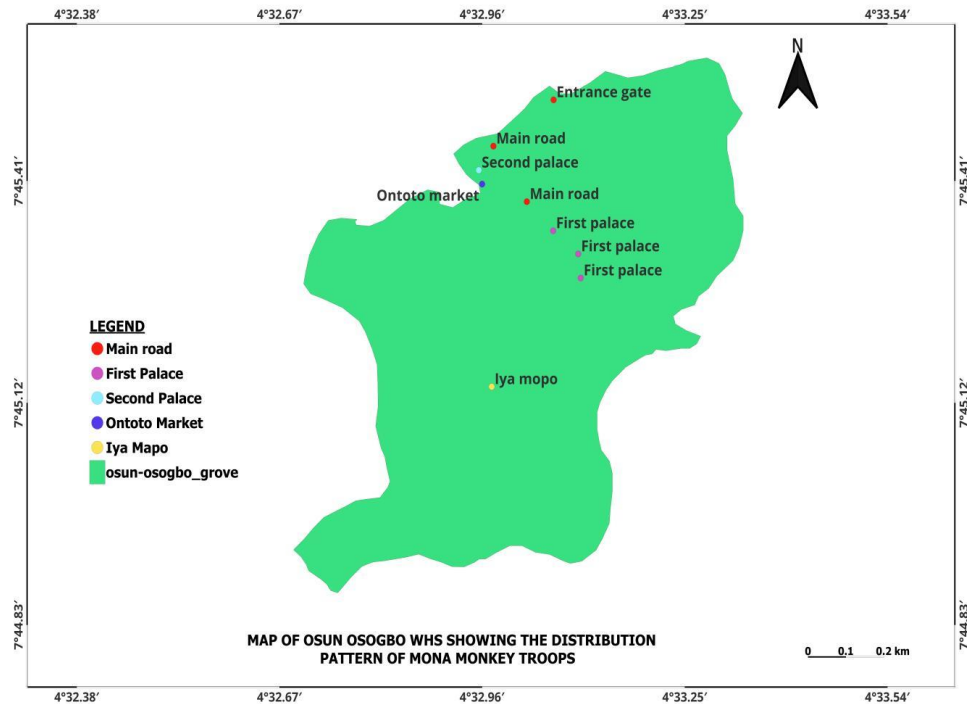 4°32.38′ 4°32.67′ 4°32.96′ 4°33.25′ 4°33.54′
N
Entrance gate
Main road
Second palace
7°45.41′ 7°45.41′
Ontoto market
Main road
First palace
First palace
First palace
LEGEND
Main road
First Palace
Second Palace
Ontoto Market
Iya Mapo
osun-osogbo_grove
Iya mopo
7°45.12′ 7°45.12′
7°44.83′ 7°44.83′
MAP OF OSUN OSOGBO WHS SHOWING THE DISTRIBUTION
PATTERN OF MONA MONKEY TROOPS
0 0.1 0.2 km
4°32.38′ 4°32.67′ 4°32.96′ 4°33.25′ 4°33.54′